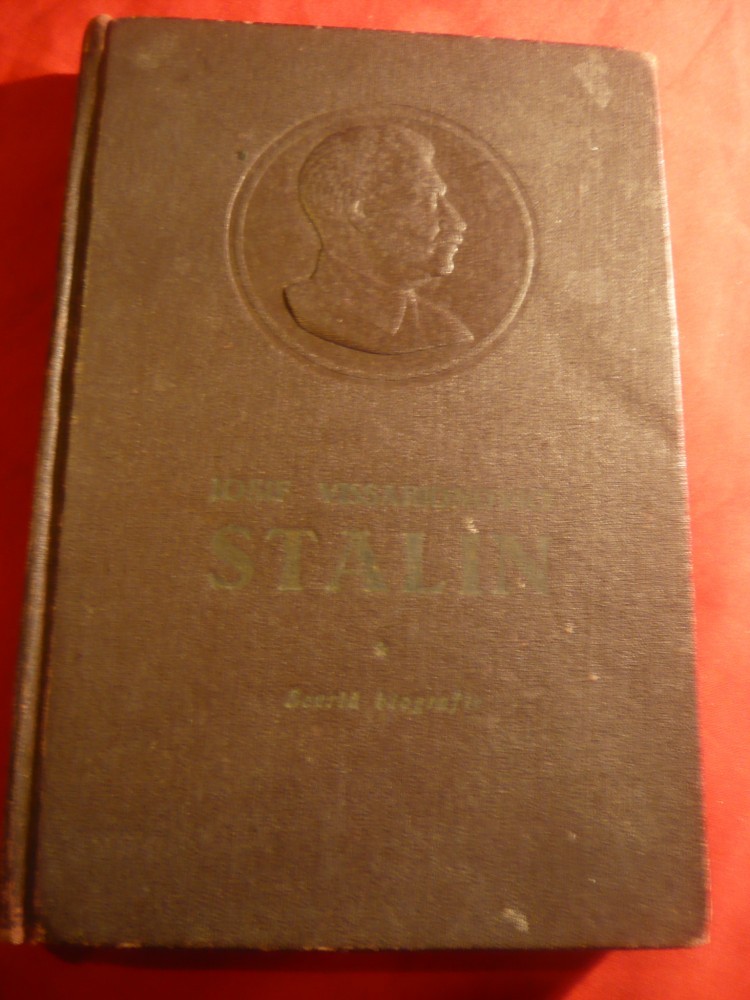 IOSIF VISSARIONOVICI
STALIN
Scurtă biografie